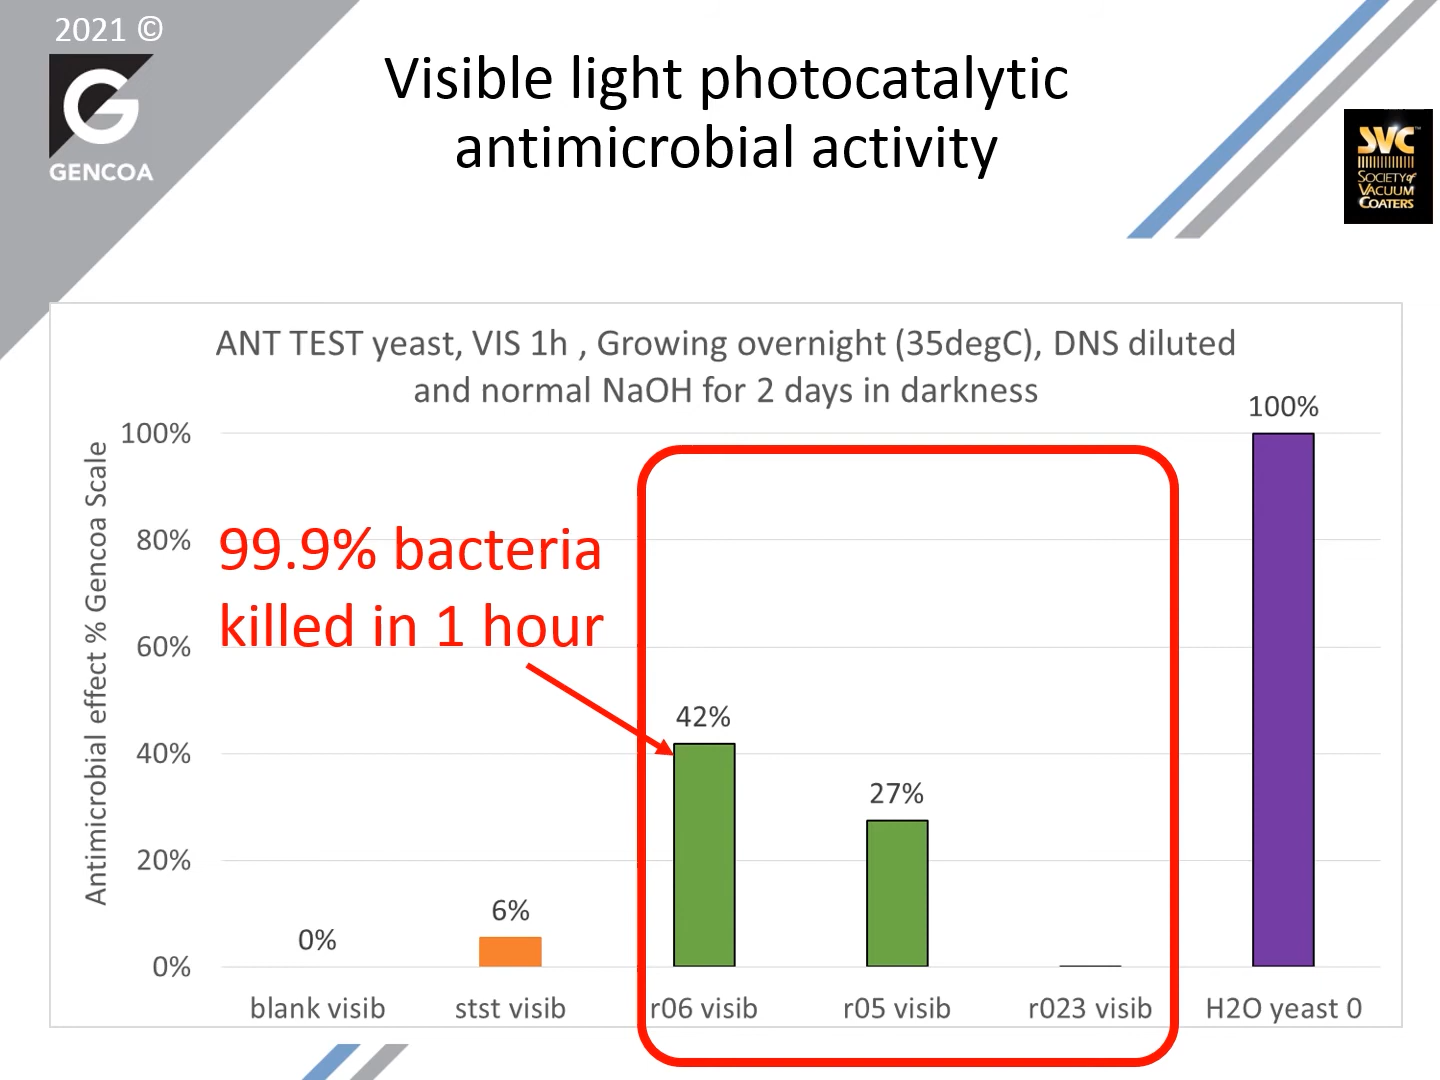 2021 ©
G
GENCOA
Visible light photocatalytic
antimicrobial activity
SVC™
SOCIETY of
VACUUM
COATERS
ANT TEST yeast, VIS 1h , Growing overnight (35degC), DNS diluted
and normal NaOH for 2 days in darkness
Antimicrobial effect % Gencoa Scale
100%
80%
60%
40%
20%
0%
99.9% bacteria
killed in 1 hour
0%
6%
42%
27%
100%
blank visib
stst visib
r06 visib
r05 visib
r023 visib
H2O yeast 0